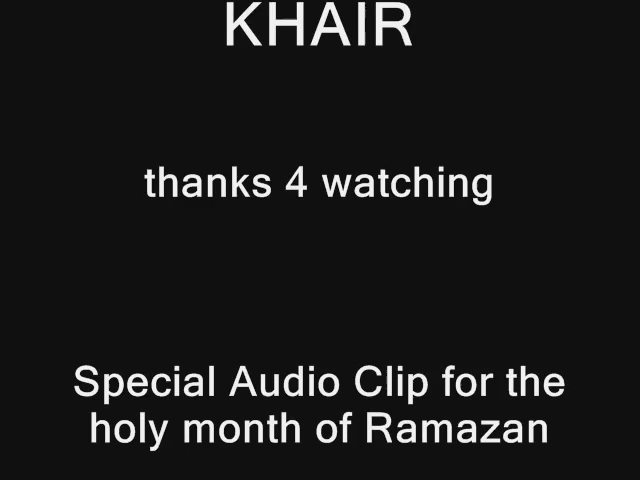 KHAIR
thanks 4 watching
Special Audio Clip for the
holy month of Ramazan